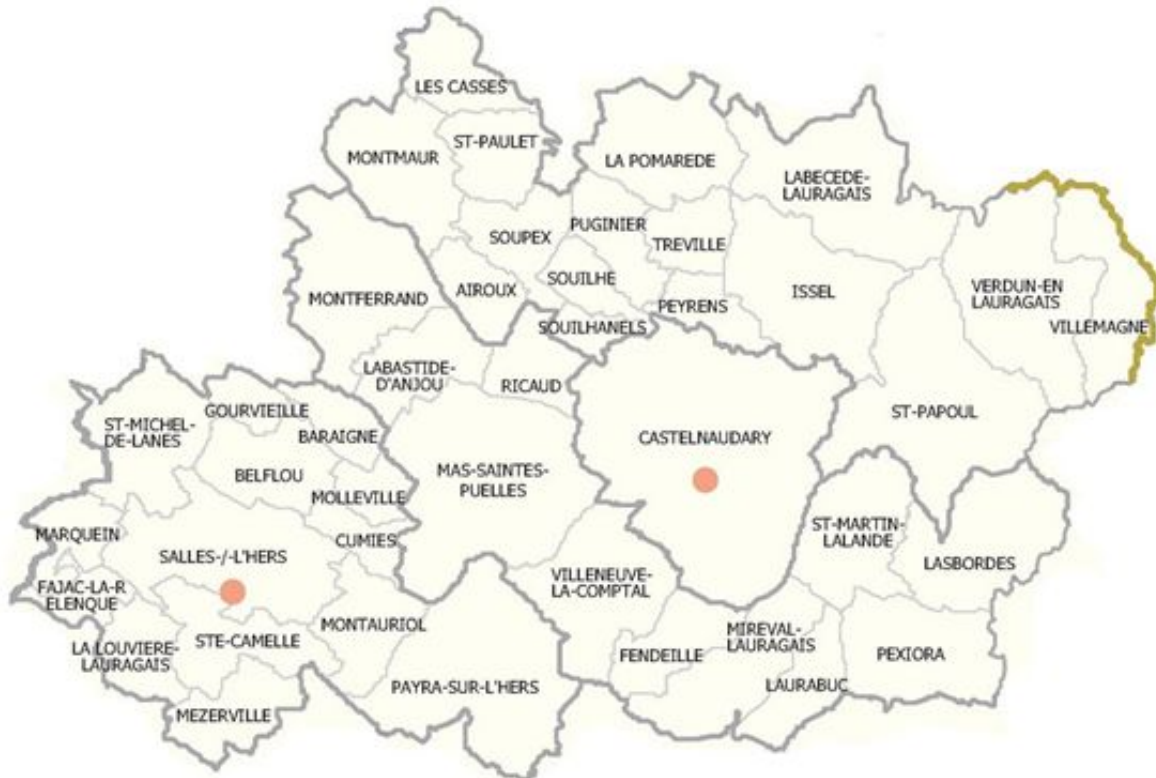 LES CASSES
ST-PAULET
MONTMAUR
LA POMAREDE
LABECEDE-
LAURAGAIS
PUGINIER
SOUPEX
TREVILLE
SOUILHE
AIROUX
MONTFERRAND
PEYRENS
ISSEL
VERDUN-EN
LAURAGAIS
VILLEMAGNE
SOUILHANELS
LABASTIDE-
D'ANJOU
RICAUD
GOURVIEILLE
ST-MICHEL-
DE-LANES
BARAIGNE
ST-PAPOUL
CASTELNAUDARY
BELFLOU
MAS-SAINTES-
PUELLES
MOLLEVILLE
MARQUEIN
CUMIES
ST-MARTIN-
LALANDE
SALLES-/-L'HERS
LASBORDES
VILLENEUVE-
LA-COMPTAL
FAJAC-LA-R
ELENQUE
MONTAURIOL
STE-CAMELLE
MIREVAL-
LAURAGAIS
LA LOUVIERE-
LAURAGAIS
FENDEILLE
PEXIORA
PAYRA-SUR-L'HERS
LAURABUC
MEZERVILLE